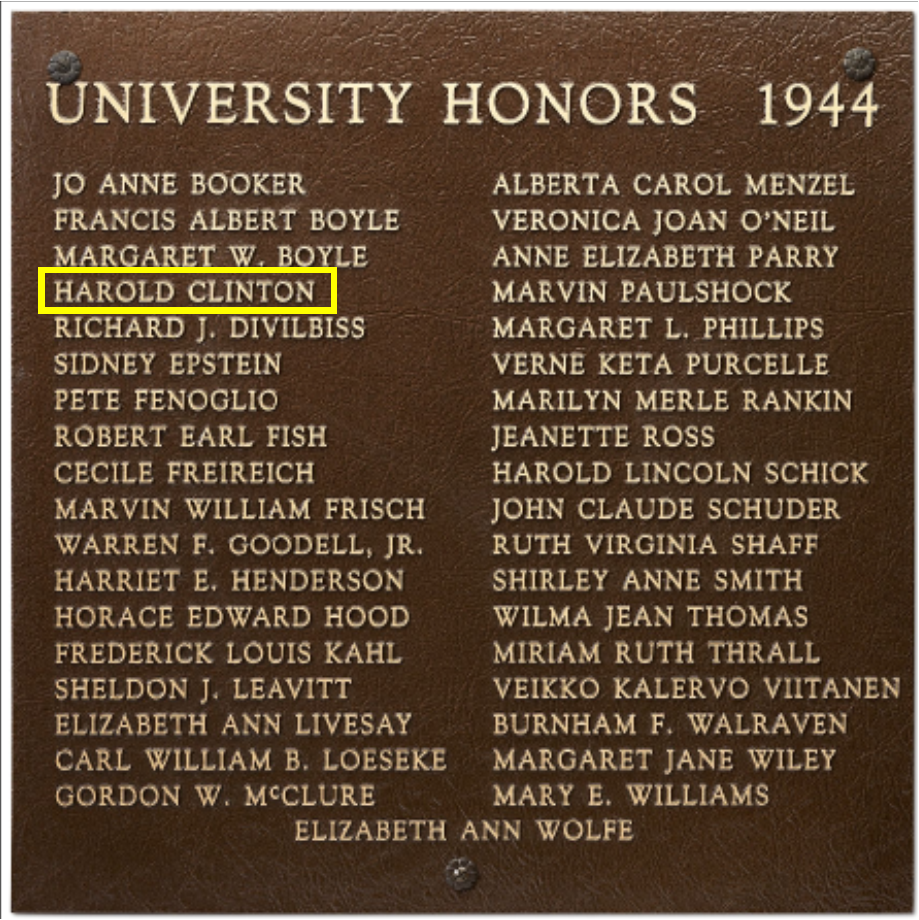 UNIVERSITY HONORS 1944
JO ANNE BOOKER
FRANCIS ALBERT BOYLE
MARGARET W. BOYLE
HAROLD CLINTON
RICHARD J. DIVILBISS
SIDNEY EPSTEIN
PETE FENOGLIO
ROBERT EARL FISH
CECILE FREIREICH
MARVIN WILLIAM FRISCH
WARREN F. GOODELL, JR.
HARRIET E. HENDERSON
HORACE EDWARD HOOD
FREDERICK LOUIS KAHL
SHELDON J. LEAVITT
ELIZABETH ANN LIVESAY
CARL WILLIAM B. LOESEKE
GORDON W. McCLURE
ALBERTA CAROL MENZEL
VERONICA JOAN O'NEIL
ANNE ELIZABETH PARRY
MARVIN PAULSHOCK
MARGARET L. PHILLIPS
VERNE KETA PURCELLE
MARILYN MERLE RANKIN
JEANETTE ROSS
HAROLD LINCOLN SCHICK
JOHN CLAUDE SCHUDER
RUTH VIRGINIA SHAFF
SHIRLEY ANNE SMITH
WILMA JEAN THOMAS
MIRIAM RUTH THRALL
VEIKKO KALERVO VIITANEN
BURNHAM F. WALRAVEN
MARGARET JANE WILEY
MARY E. WILLIAMS
ELIZABETH ANN WOLFE